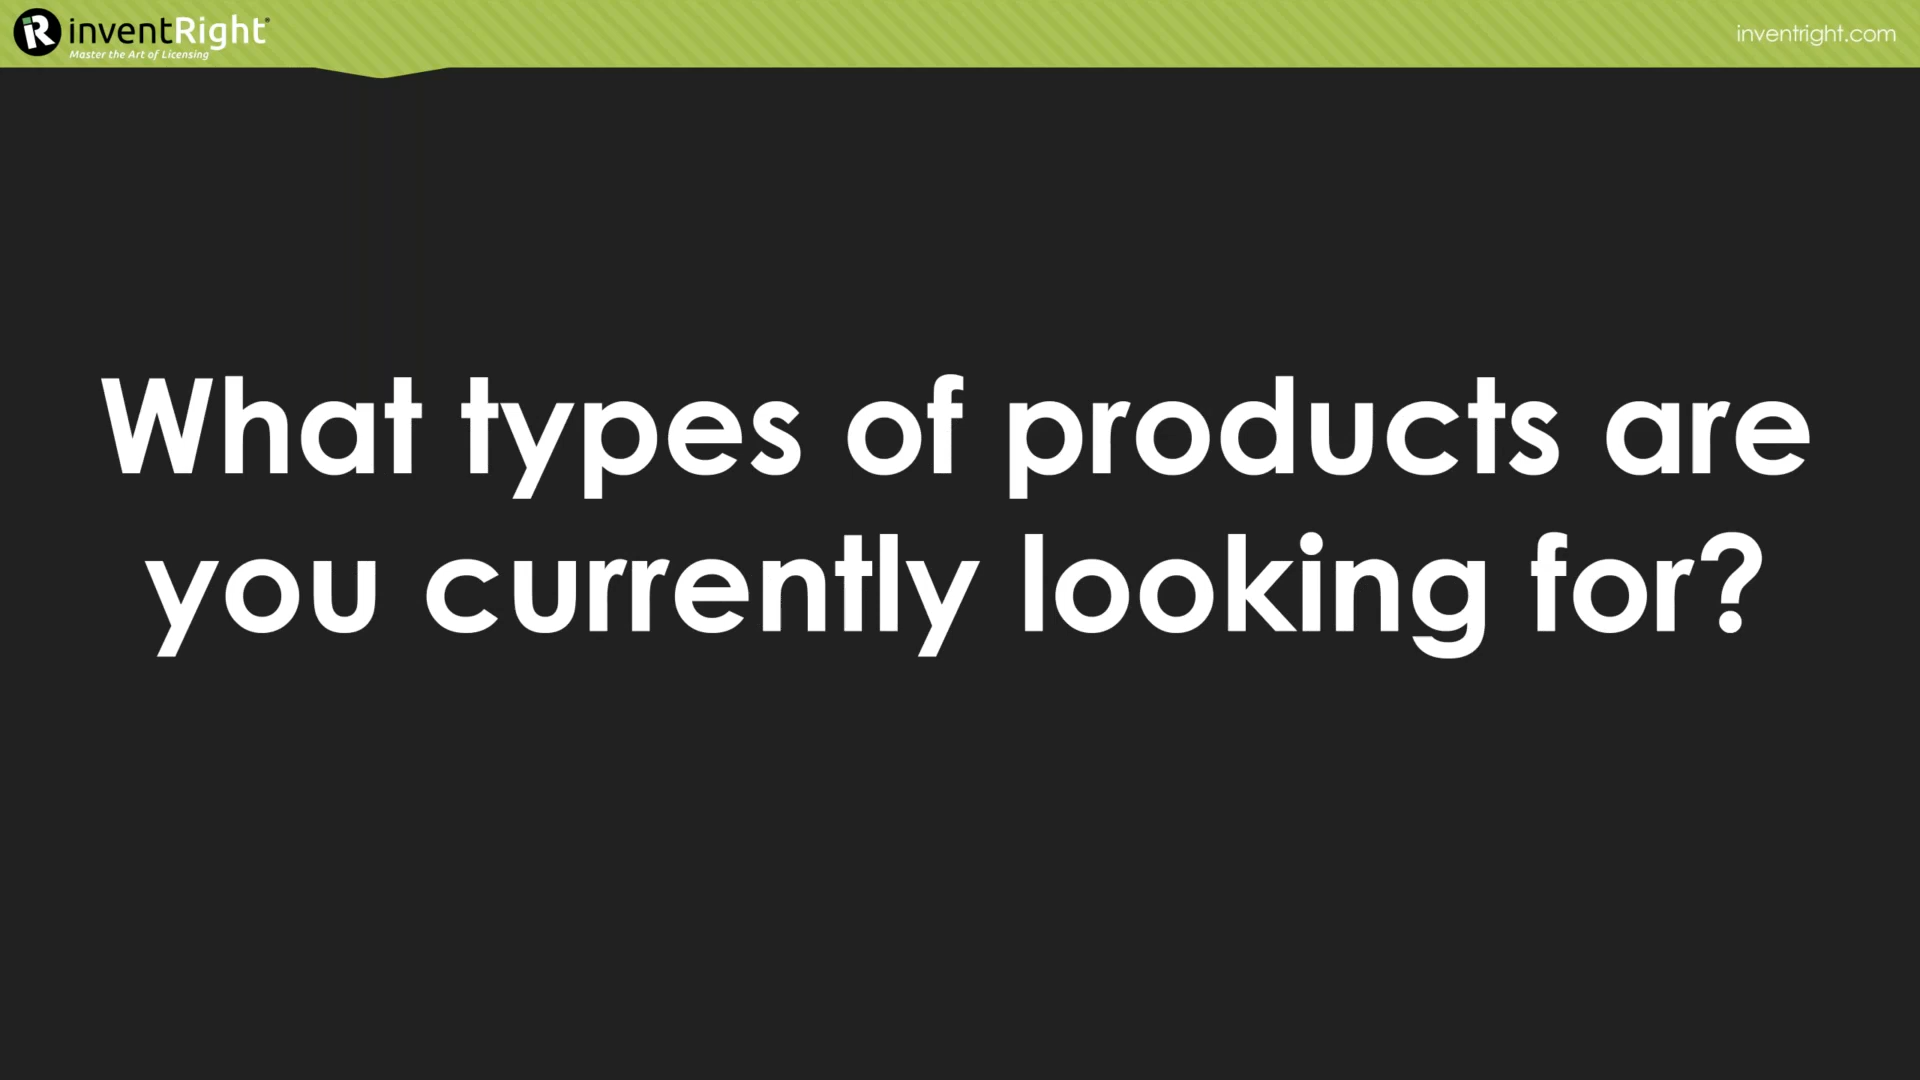 inventRight®
Master the Art of Licensing
inventright.com
What types of products are
you currently looking for?